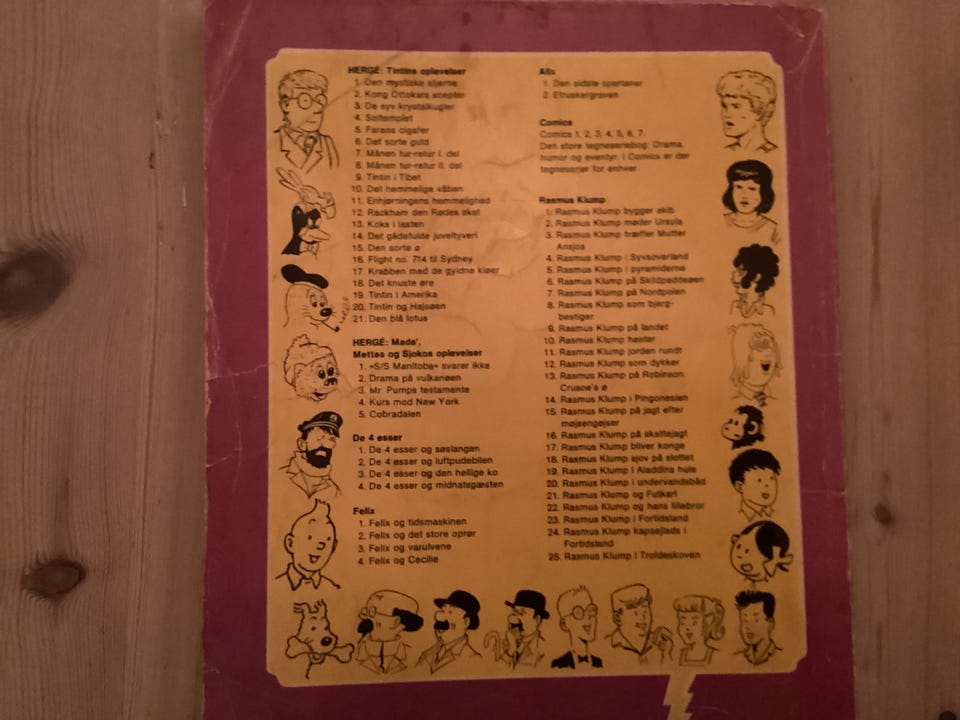 HERGÉ: Tintins oplevelser
1. Den mystiske stjerne
2. Kong Ottokars scepter
3. De syv krystalkugler
4. Soltemplet
5. Faraos cigarer
6. Det sorte guld
7. Månen tur-retur I. del
8. Månen tur-retur II. del
9. Tintin i Tibet
10. Det hemmelige våben
11. Enhjørningens hemmelighed
12. Rackham den Rødes skat
13. Koks i lasten
14. Det gådefulde juveltyveri
15. Den sorte ø
16. Flight no. 714 til Sydney
17. Krabben med de gyldne kløer
18. Det knuste øre
19. Tintin i Amerika
20. Tintin og Hajsøen
21. Den blå lotus
HERGÉ: Mads',
Mettes og Sjokos oplevelser
1. »S/S Manitoba« svarer ikke
2. Drama på vulkanøen
3. Mr. Pumps testamente
4. Kurs mod New York
5. Cobradalen
De 4 esser
1. De 4 esser og søslangen
2. De 4 esser og luftpudebilen
3. De 4 esser og den hellige ko
4. De 4 esser og midnatsgæsten
Felix
1. Felix og tidsmaskinen
2. Felix og det store oprør
3. Felix og varulvene
4. Felix og Cecilie
Alix
1. Den sidste spartaner
2. Etruskergraven
Comics
Comics 1, 2, 3, 4, 5, 6, 7.
Den store tegneseriebog: Drama,
humor og eventyr. I Comics er der
tegneserier for enhver.
Rasmus Klump
1. Rasmus Klump bygger skib
2. Rasmus Klump møder Ursula
3. Rasmus Klump træffer Mutter
Ansjos
4. Rasmus Klump i Syvsoverland
5. Rasmus Klump i pyramiderne
6. Rasmus Klump på Skildpaddeøen
7. Rasmus Klump på Nordpolen
8. Rasmus Klump som bjerg-
bestiger
9. Rasmus Klump på landet
10. Rasmus Klump høster
11. Rasmus Klump jorden rundt
12. Rasmus Klump som dykker
13. Rasmus Klump på Robinson
Crusoe's ø
14. Rasmus Klump i Pingonesien
15. Rasmus Klump på jagt efter
møjsengøjser
16. Rasmus Klump på skattejagt
17. Rasmus Klump bliver konge
18. Rasmus Klump sjov på slottet
19. Rasmus Klump i Aladdins hule
20. Rasmus Klump i undervandsbåd
21. Rasmus Klump og Futkarl
22. Rasmus Klump og hans lillebror
23. Rasmus Klump i Fortidsland
24. Rasmus Klump kapsejlads i
Fortidsland
25. Rasmus Klump i Troldeskoven